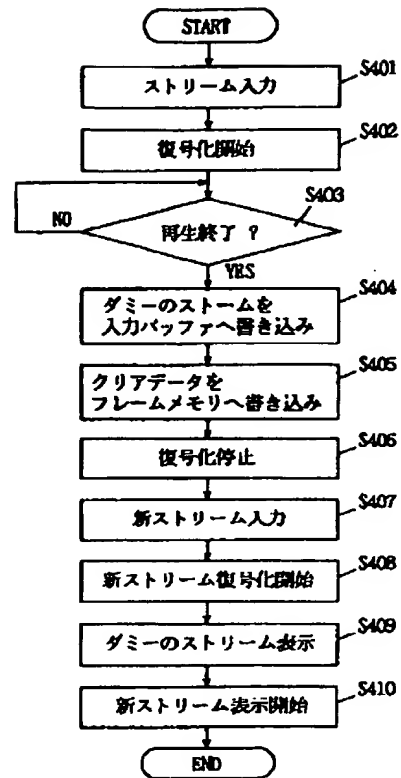 START
ストリーム入力
S401
復号化開始
S402
再生終了 ?
S403
NO
YES
ダミーのストームを
入力バッファへ書き込み
S404
クリアデータを
フレームメモリへ書き込み
S405
復号化停止
S406
新ストリーム入力
S407
新ストリーム復号化開始
S408
ダミーのストリーム表示
S409
新ストリーム表示開始
S410
END